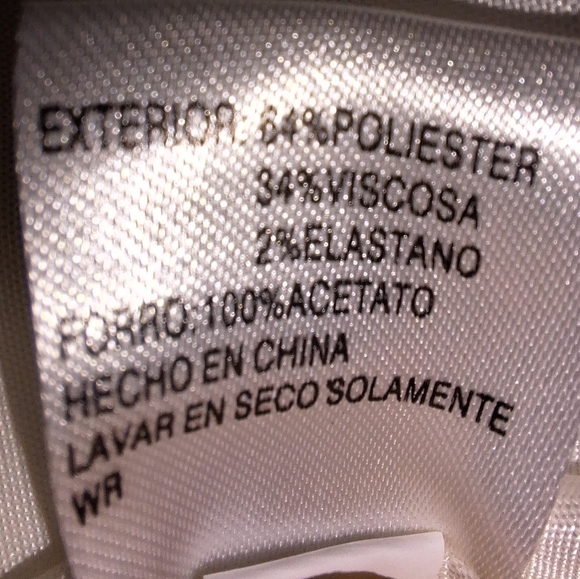 EXTERIOR: 64%POLIESTER
34%VISCOSA
2%ELASTANO
FORRO:100%ACETATO
HECHO EN CHINA
LAVAR EN SECO SOLAMENTE
WR